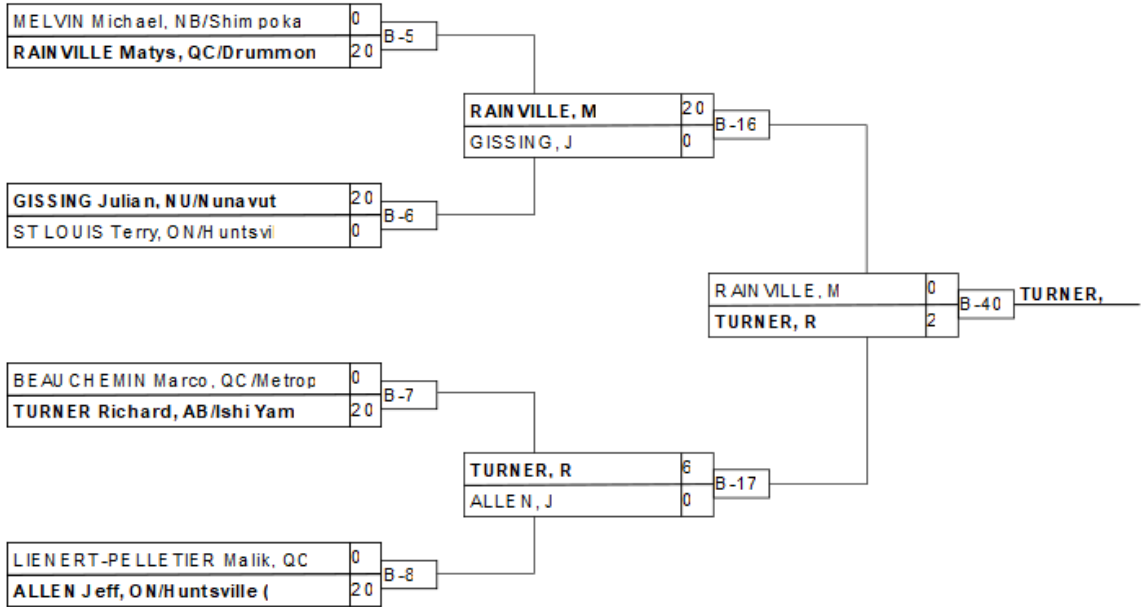 MELVIN Michael, NB/Shimpoka 0
B-5
RAINVILLE Matys, QC/Drummon 20
RAINVILLE, M 20
B-16
GISSING, J 0
GISSING Julian, NU/Nunavut 20
B-6
ST LOUIS Terry, ON/Huntsvil 0
RAINVILLE, M 0
B-40 TURNER,
TURNER, R 2
BEAUCHEMIN Marco, QC/Metrop 0
B-7
TURNER Richard, AB/Ishi Yam 20
TURNER, R 6
B-17
ALLEN, J 0
LIENERT-PELLETIER Malik, QC 0
B-8
ALLEN Jeff, ON/Huntsville ( 20